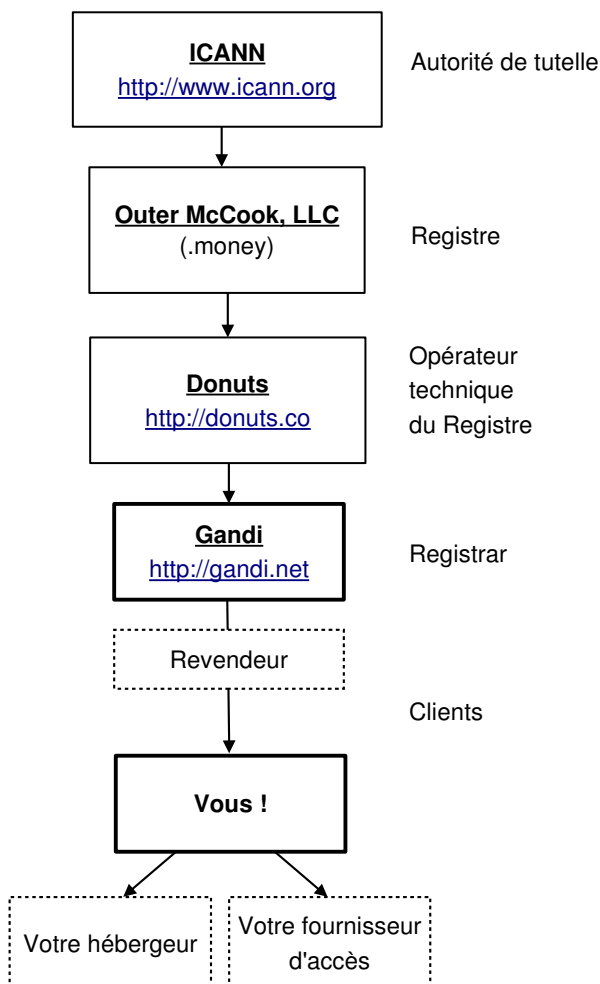 ICANN
http://www.icann.org
Autorité de tutelle
Outer McCook, LLC
(.money)
Registre
Donuts
http://donuts.co
Opérateur
technique
du Registre
Gandi
http://gandi.net
Registrar
Revendeur
Clients
Vous !
Votre hébergeur
Votre fournisseur
d'accès